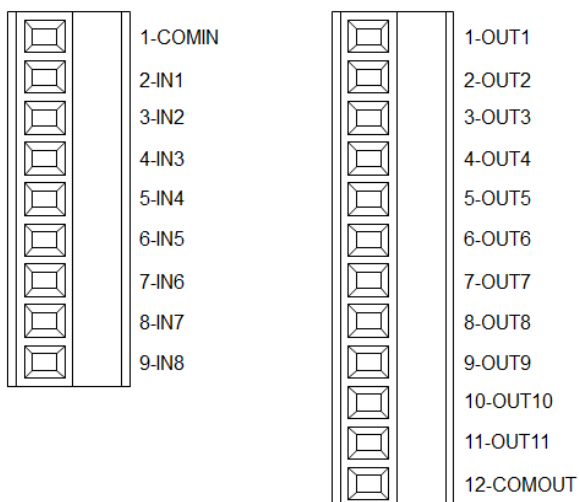 1-COMIN
2-IN1
3-IN2
4-IN3
5-IN4
6-IN5
7-IN6
8-IN7
9-IN8
1-OUT1
2-OUT2
3-OUT3
4-OUT4
5-OUT5
6-OUT6
7-OUT7
8-OUT8
9-OUT9
10-OUT10
11-OUT11
12-COMOUT